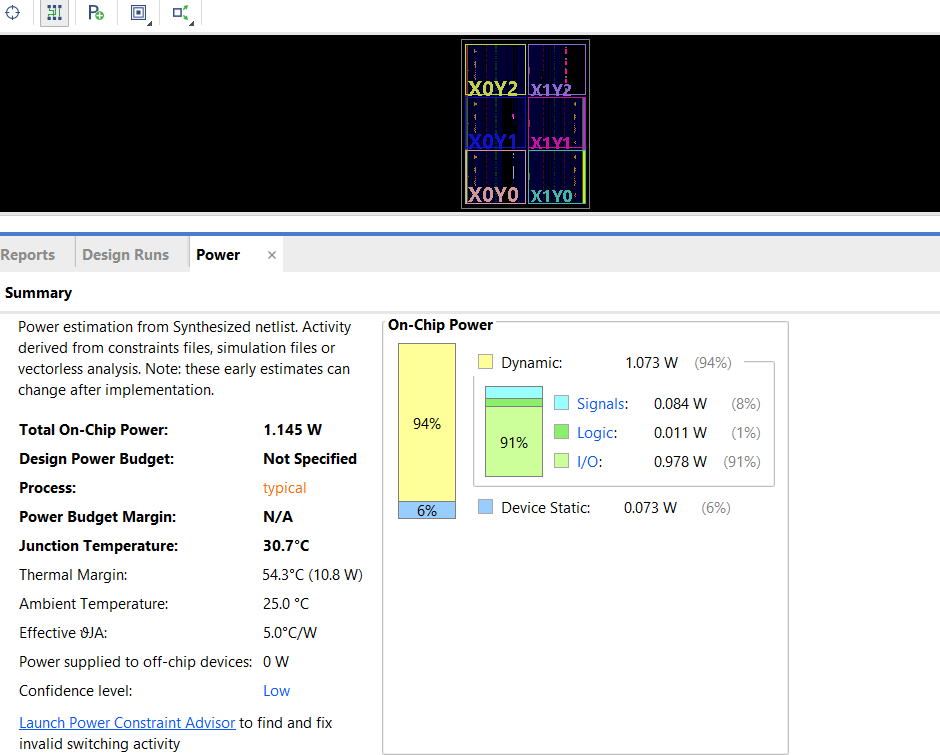 X0Y2 X1Y2
X0Y1 X1Y1
X0Y0 X1Y0
Reports Design Runs Power ×
Summary
Power estimation from Synthesized netlist. Activity
derived from constraints files, simulation files or
vectorless analysis. Note: these early estimates can
change after implementation.
Total On-Chip Power: 1.145 W
Design Power Budget: Not Specified
Process: typical
Power Budget Margin: N/A
Junction Temperature: 30.7°C
Thermal Margin: 54.3°C (10.8 W)
Ambient Temperature: 25.0 °C
Effective ϑJA: 5.0°C/W
Power supplied to off-chip devices: 0 W
Confidence level: Low
Launch Power Constraint Advisor to find and fix
invalid switching activity
On-Chip Power
94%
6%
Dynamic: 1.073 W (94%)
91%
Signals: 0.084 W (8%)
Logic: 0.011 W (1%)
I/O: 0.978 W (91%)
Device Static: 0.073 W (6%)